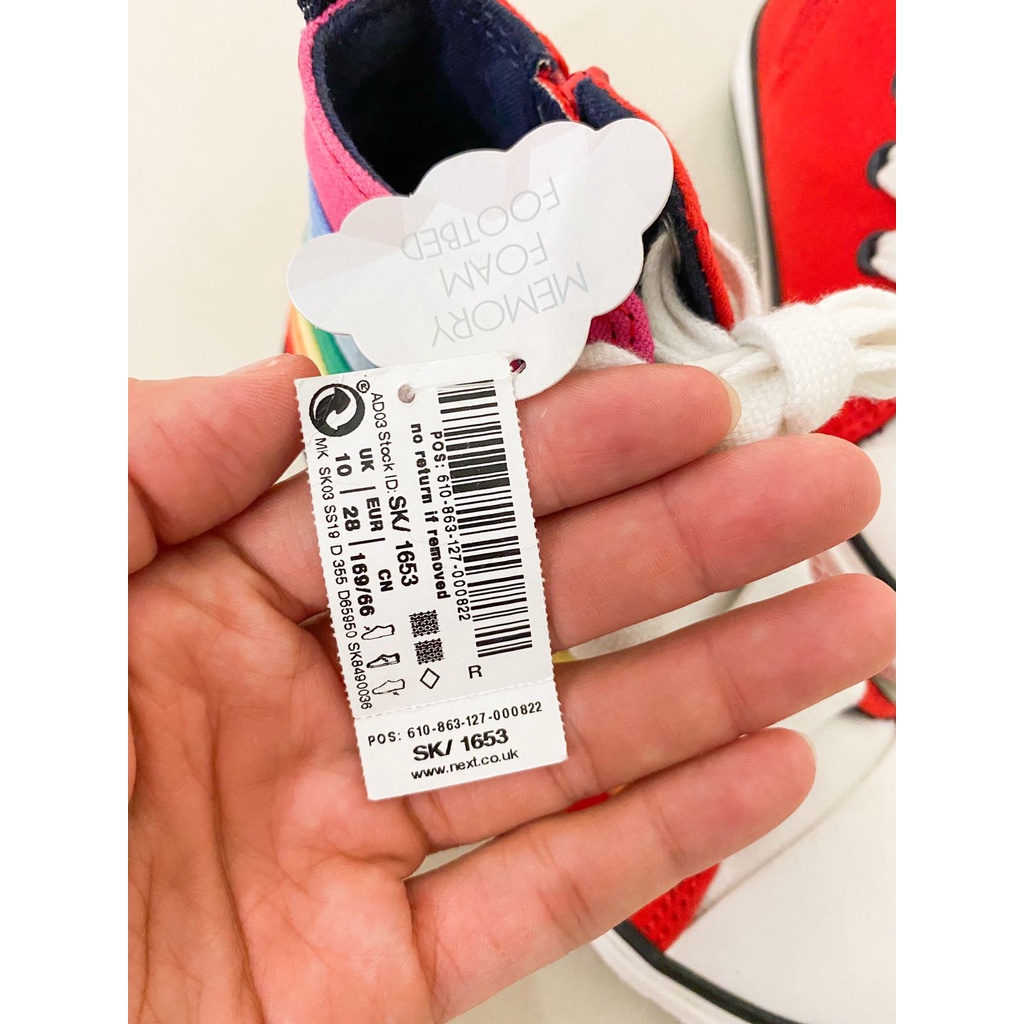 MEMORY
FOAM
FOOTBED
POS: 610-863-127-000822
no return if removed
AD03 Stock ID: SK/ 1653
UK | EUR | CN
10 | 28 | 169/66
MK SK03 SS19 D355 D65950 SK8490036
R
POS: 610-863-127-000822
SK/ 1653
www.next.co.uk